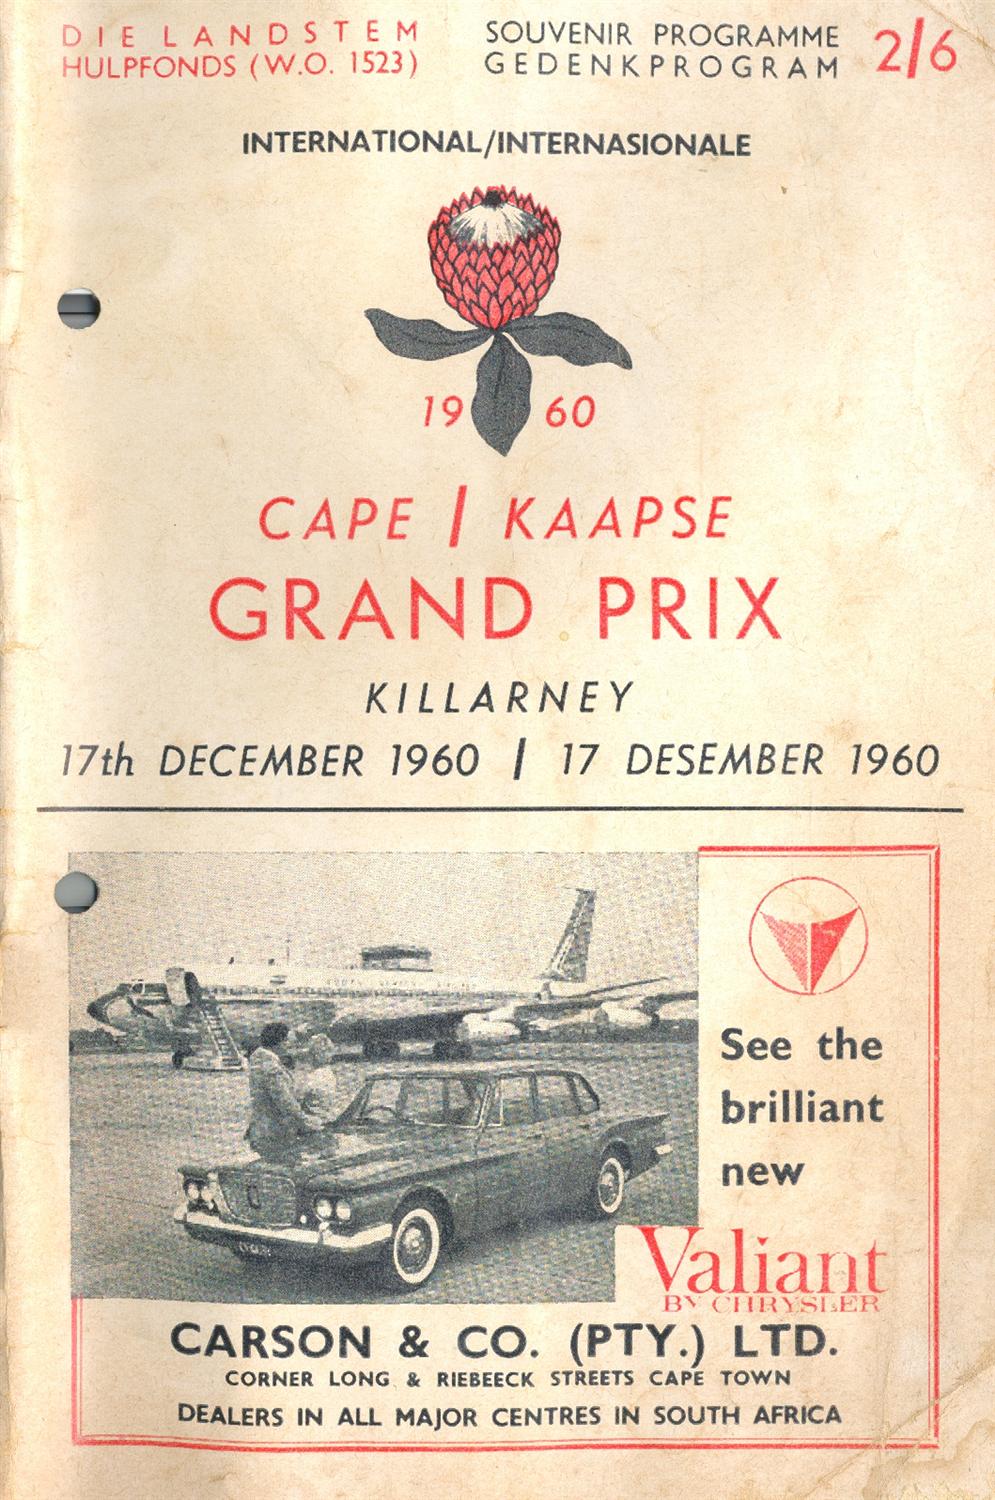 DIE LANDSTEM
HULPFONDS (W.O. 1523)
SOUVENIR PROGRAMME
GEDENKPROGRAM
2/6
INTERNATIONAL/INTERNASIONALE
1960
CAPE / KAAPSE
GRAND PRIX
KILLARNEY
17th DECEMBER 1960 / 17 DESEMBER 1960
See the
brilliant
new
Valiant
BY CHRYSLER
CARSON & CO. (PTY.) LTD.
CORNER LONG & RIEBEECK STREETS CAPE TOWN
DEALERS IN ALL MAJOR CENTRES IN SOUTH AFRICA